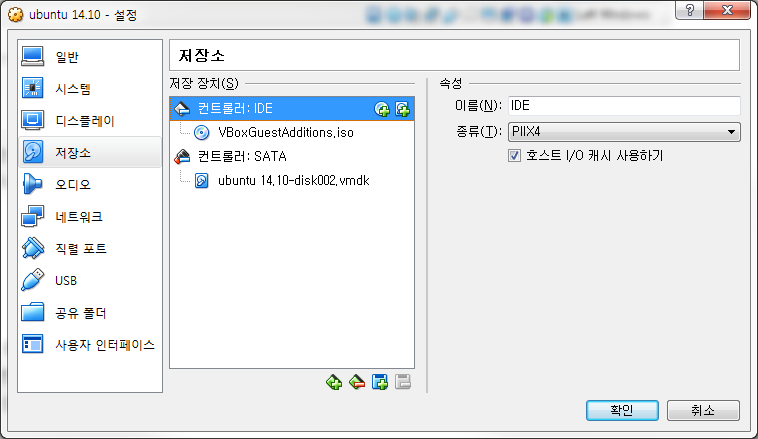 ubuntu 14.10 - 설정
일반
시스템
디스플레이
저장소
오디오
네트워크
직렬 포트
USB
공유 폴더
사용자 인터페이스
저장소
저장 장치(S)
컨트롤러: IDE
VBoxGuestAdditions.iso
컨트롤러: SATA
ubuntu 14.10-disk002.vmdk
속성
이름(N): IDE
종류(T): PIIX4
호스트 I/O 캐시 사용하기
확인
취소